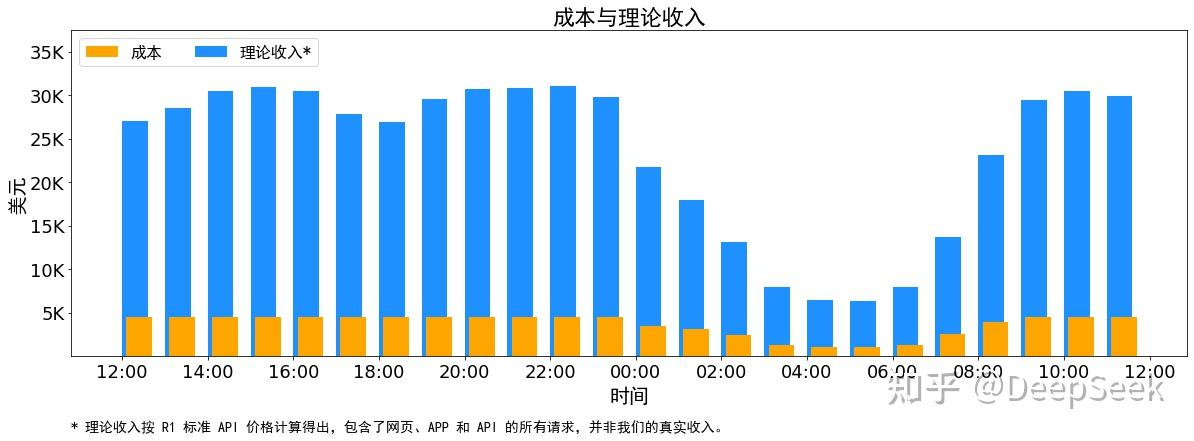 成本与理论收入
成本 理论收入*
35K
30K
25K
20K
15K
10K
5K
美元
12:00 14:00 16:00 18:00 20:00 22:00 00:00 02:00 04:00 06:00 08:00 10:00 12:00
时间
知乎 @DeepSeek
* 理论收入按 R1 标准 API 价格计算得出，包含了网页、APP 和 API 的所有请求，并非我们的真实收入。